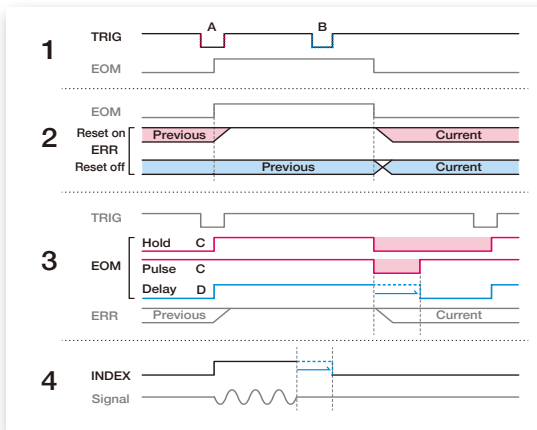 A B
1 TRIG
EOM
EOM
2 Reset on Previous Current
ERR
Reset off Previous Current
TRIG
3 Hold C
EOM Pulse C
Delay D
ERR Previous Current
4 INDEX
Signal